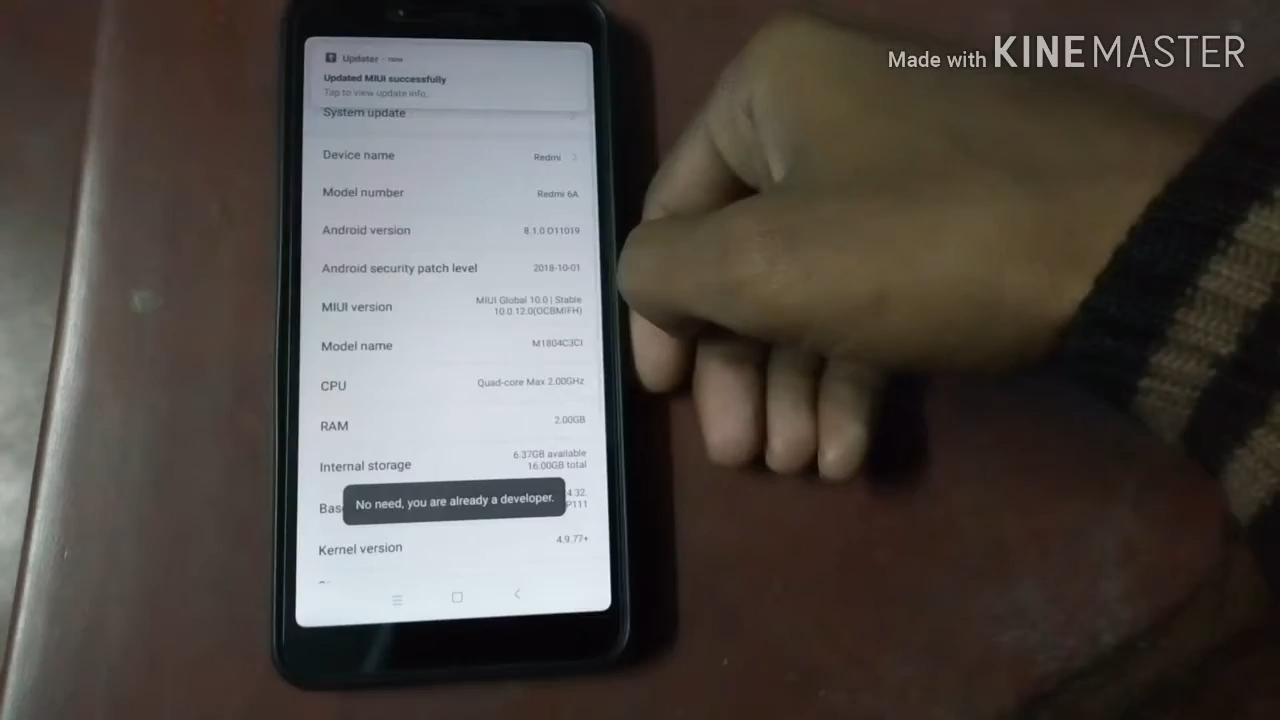 Made with KINEMASTER
Updater
Updated MIUI successfully
Tap to view update info.
System update
Device name Redmi
Model number Redmi 6A
Android version 8.1.0 O11019
Android security patch level 2018-10-01
MIUI version MIUI Global 10.0 | Stable
10.0.12.0(OCBMIFH)
Model name M1804C3CI
CPU Quad-core Max 2.00GHz
RAM 2.00GB
Internal storage 6.37GB available
16.00GB total
No need, you are already a developer.
Kernel version 4.9.77+